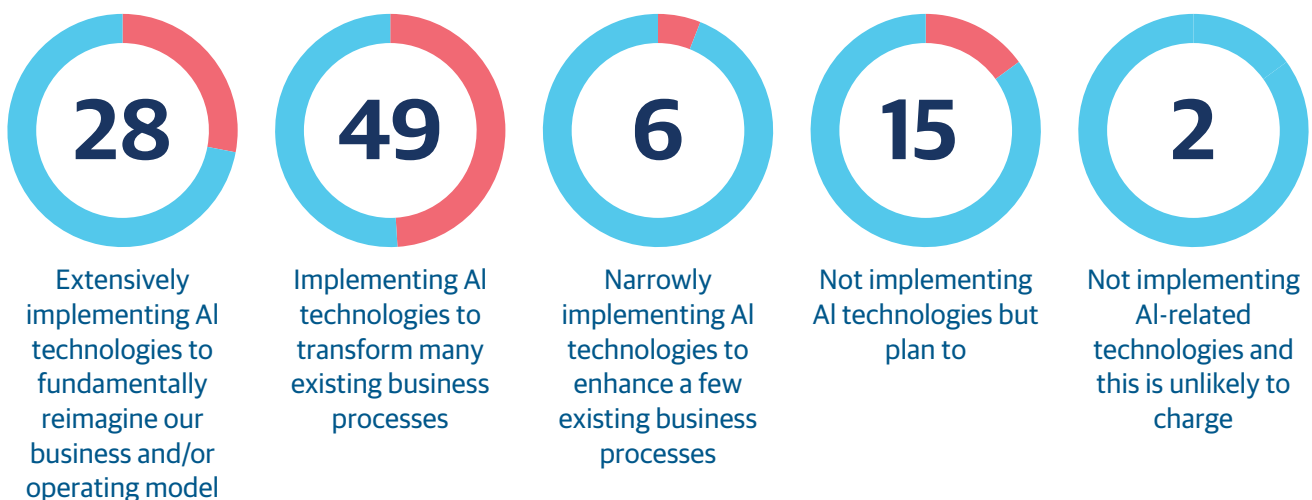 28
Extensively
implementing AI
technologies to
fundamentally
reimagine our
business and/or
operating model
49
Implementing AI
technologies to
transform many
existing business
processes
6
Narrowly
implementing AI
technologies to
enhance a few
existing business
processes
15
Not implementing
AI technologies but
plan to
2
Not implementing
AI-related
technologies and
this is unlikely to
charge